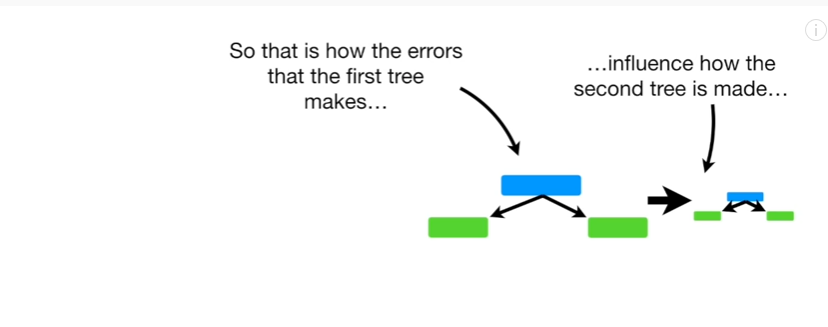 So that is how the errors
that the first tree
makes…
…influence how the
second tree is made…